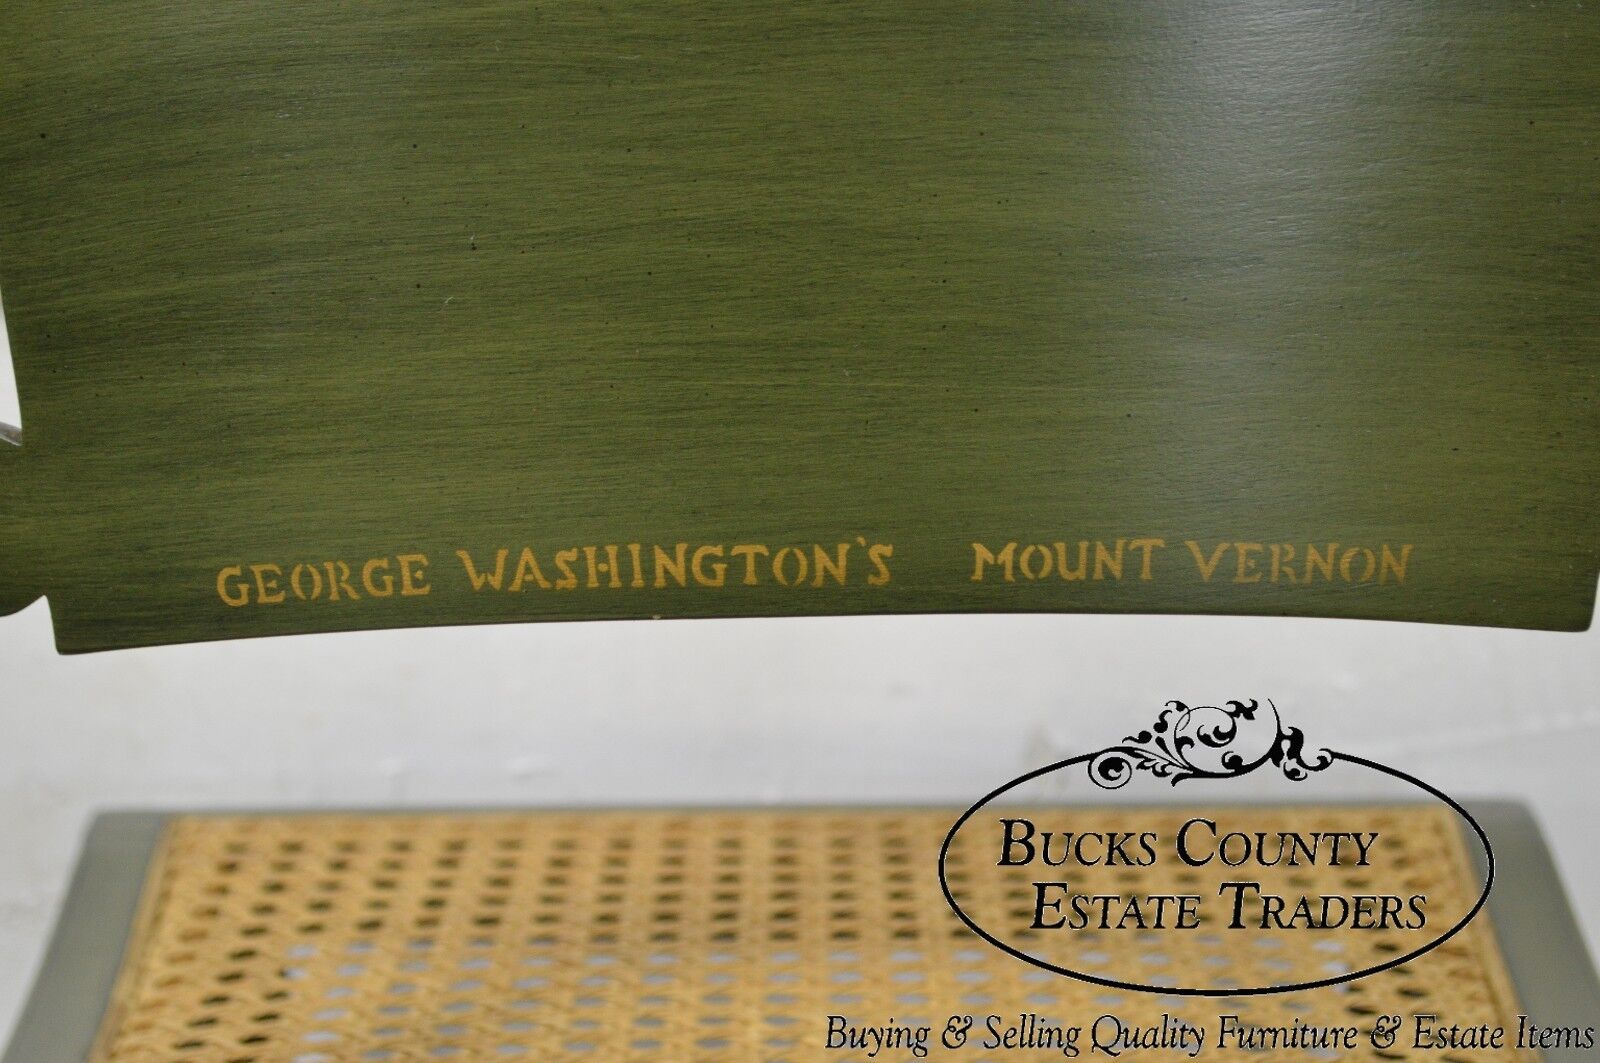 GEORGE WASHINGTON'S MOUNT VERNON
BUCKS COUNTY
ESTATE TRADERS
Buying & Selling Quality Furniture & Estate Items